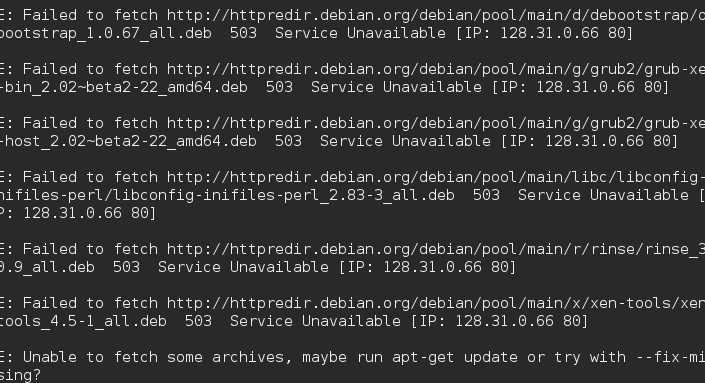 E: Failed to fetch http://httpredir.debian.org/debian/pool/main/d/debootstrap/d
bootstrap_1.0.67_all.deb  503  Service Unavailable [IP: 128.31.0.66 80]
E: Failed to fetch http://httpredir.debian.org/debian/pool/main/g/grub2/grub-xe
-bin_2.02~beta2-22_amd64.deb  503  Service Unavailable [IP: 128.31.0.66 80]
E: Failed to fetch http://httpredir.debian.org/debian/pool/main/g/grub2/grub-xe
-host_2.02~beta2-22_amd64.deb  503  Service Unavailable [IP: 128.31.0.66 80]
E: Failed to fetch http://httpredir.debian.org/debian/pool/main/libc/libconfig-
nifiles-perl/libconfig-inifiles-perl_2.83-3_all.deb  503  Service Unavailable [
P: 128.31.0.66 80]
E: Failed to fetch http://httpredir.debian.org/debian/pool/main/r/rinse/rinse_3
0.9_all.deb  503  Service Unavailable [IP: 128.31.0.66 80]
E: Failed to fetch http://httpredir.debian.org/debian/pool/main/x/xen-tools/xen
tools_4.5-1_all.deb  503  Service Unavailable [IP: 128.31.0.66 80]
E: Unable to fetch some archives, maybe run apt-get update or try with --fix-mi
sing?